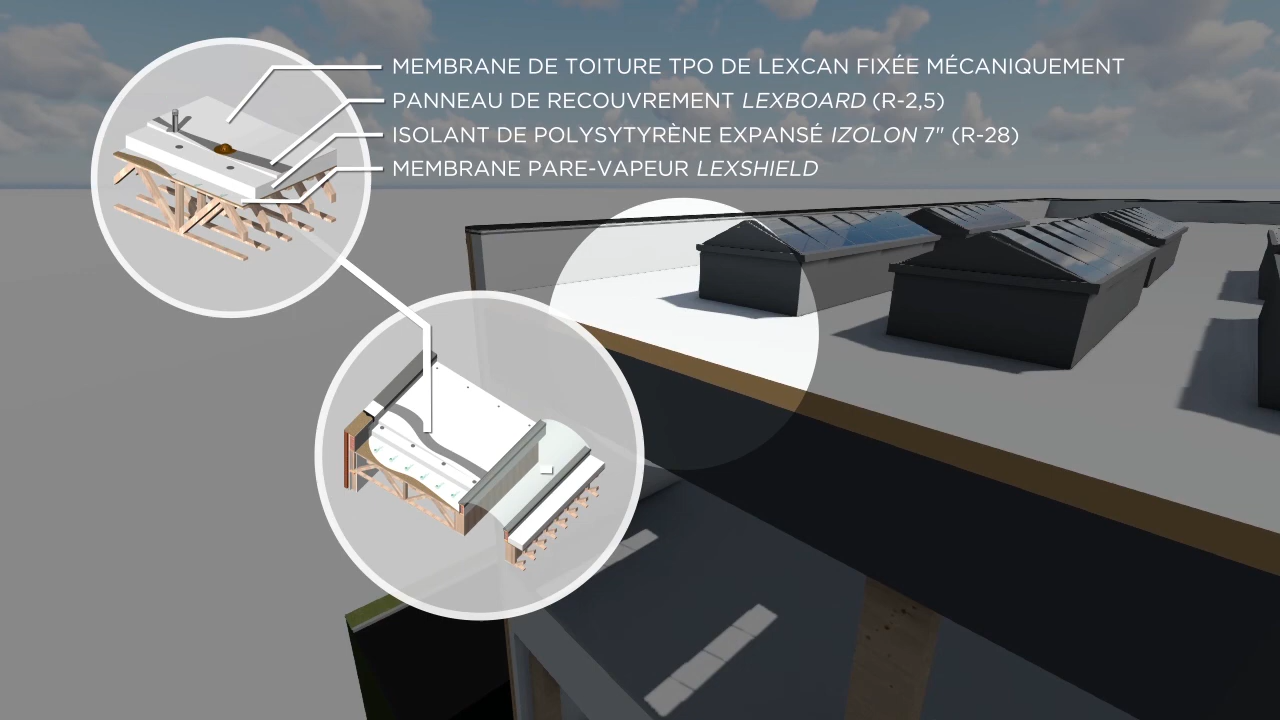 MEMBRANE DE TOITURE TPO DE LEXCAN FIXÉE MÉCANIQUEMENT
PANNEAU DE RECOUVREMENT LEXBOARD (R-2,5)
ISOLANT DE POLYSYTYRÈNE EXPANSÉ IZOLON 7" (R-28)
MEMBRANE PARE-VAPEUR LEXSHIELD